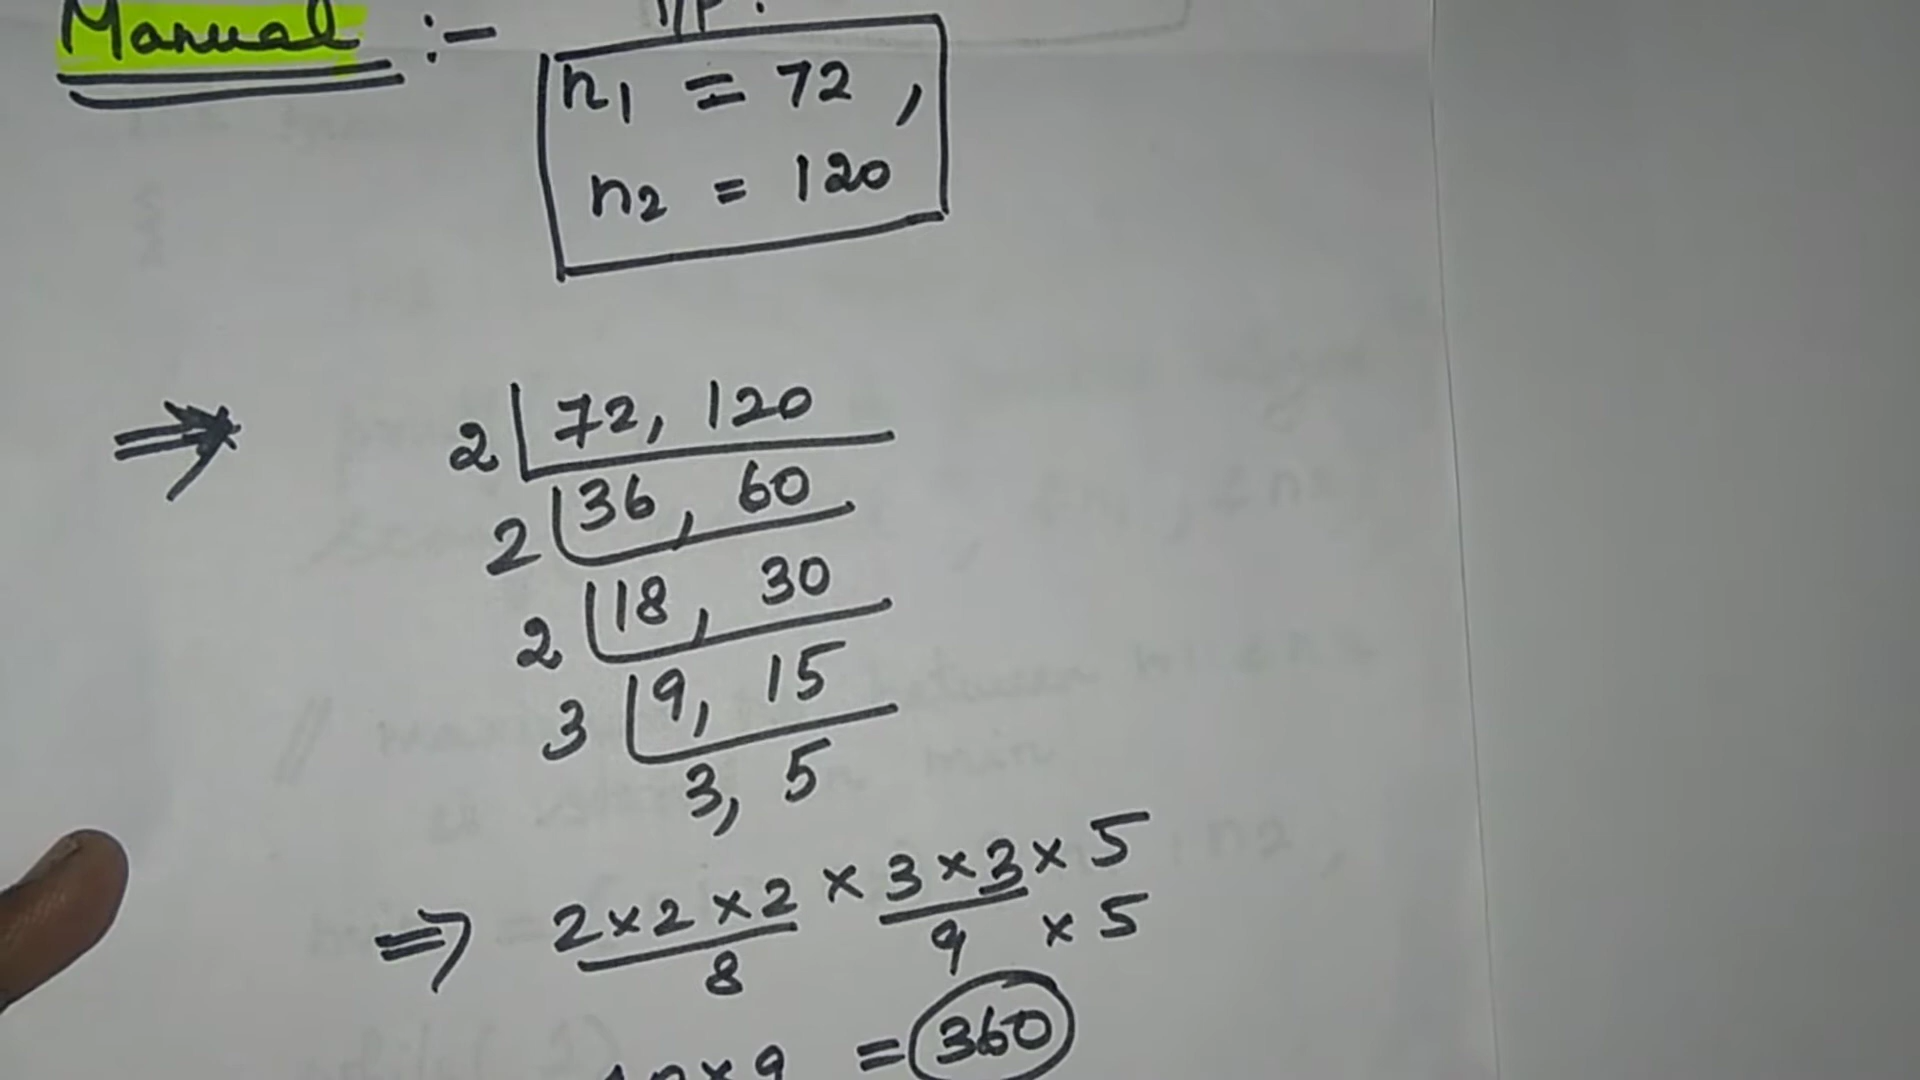 Manual :-
n1 = 72 ,
n2 = 120
2 | 72, 120
2 | 36, 60
2 | 18, 30
3 | 9, 15
3, 5
⇒ 2×2×2 × 3×3×5
8 9 ×5
= 360